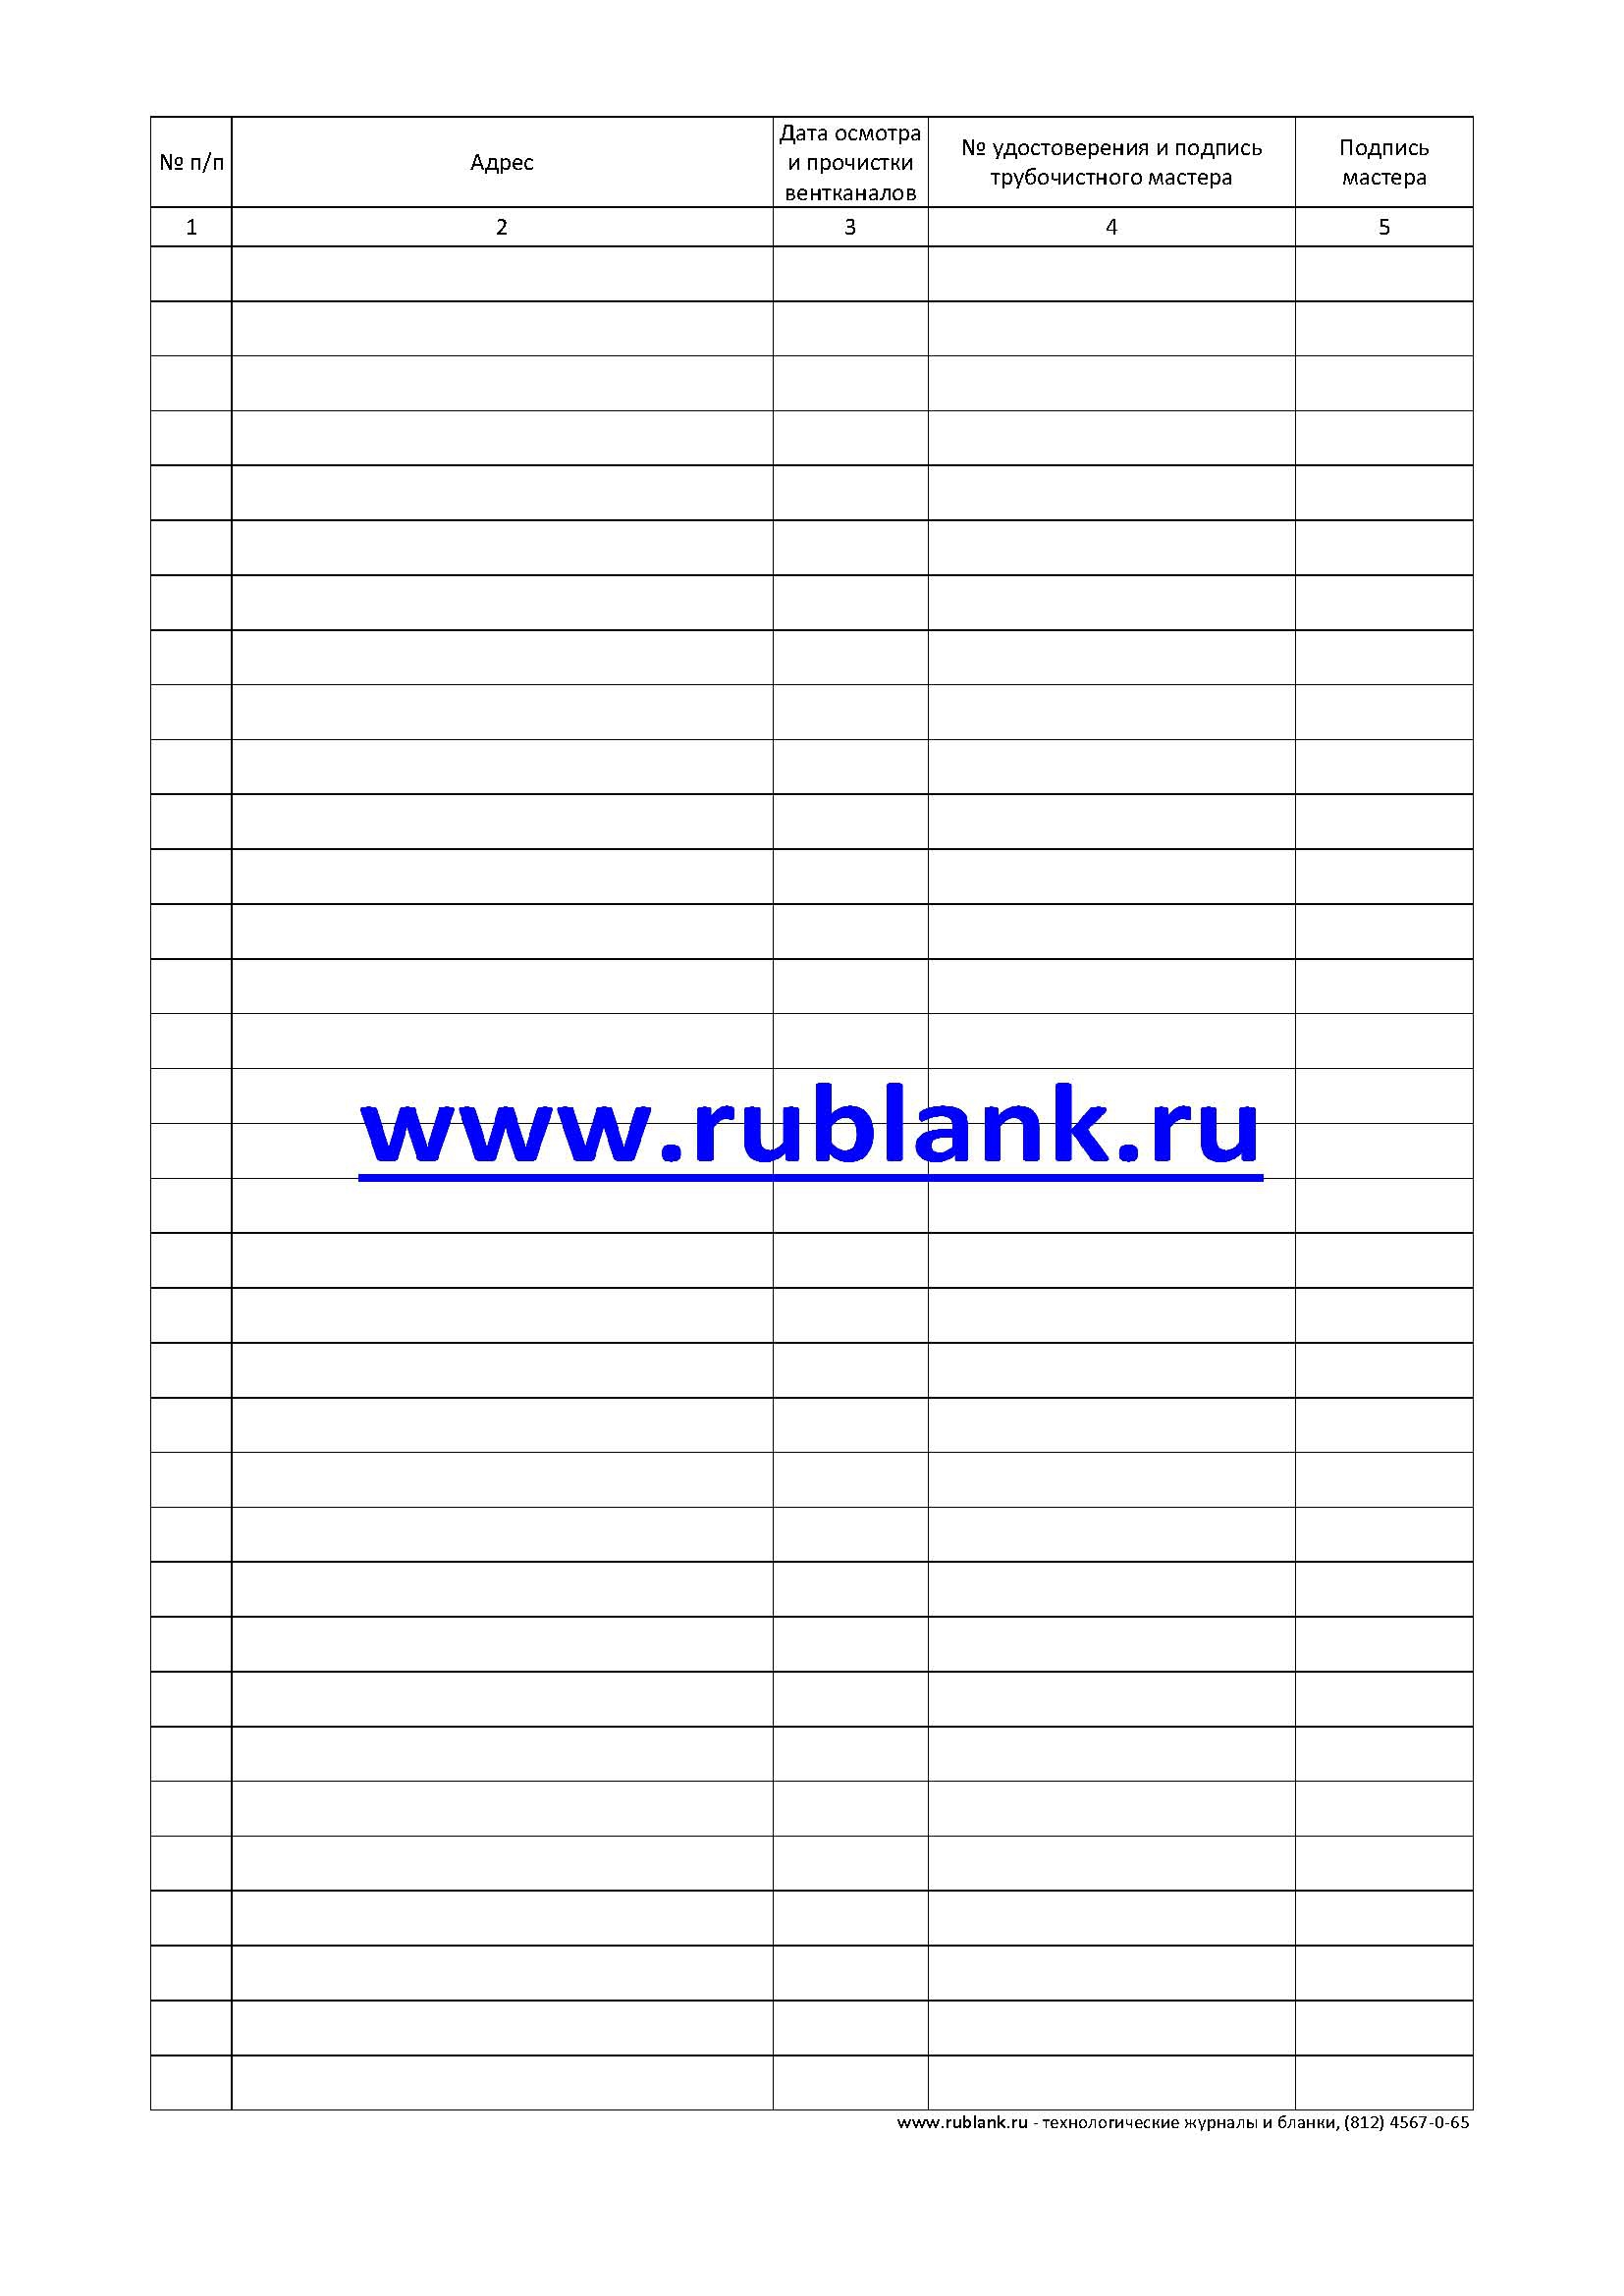 № п/п
Адрес
Дата осмотра
и прочистки
вентканалов
№ удостоверения и подпись
трубочистного мастера
Подпись
мастера
1 2 3 4 5
www.rublank.ru
www.rublank.ru - технологические журналы и бланки, (812) 4567-0-65